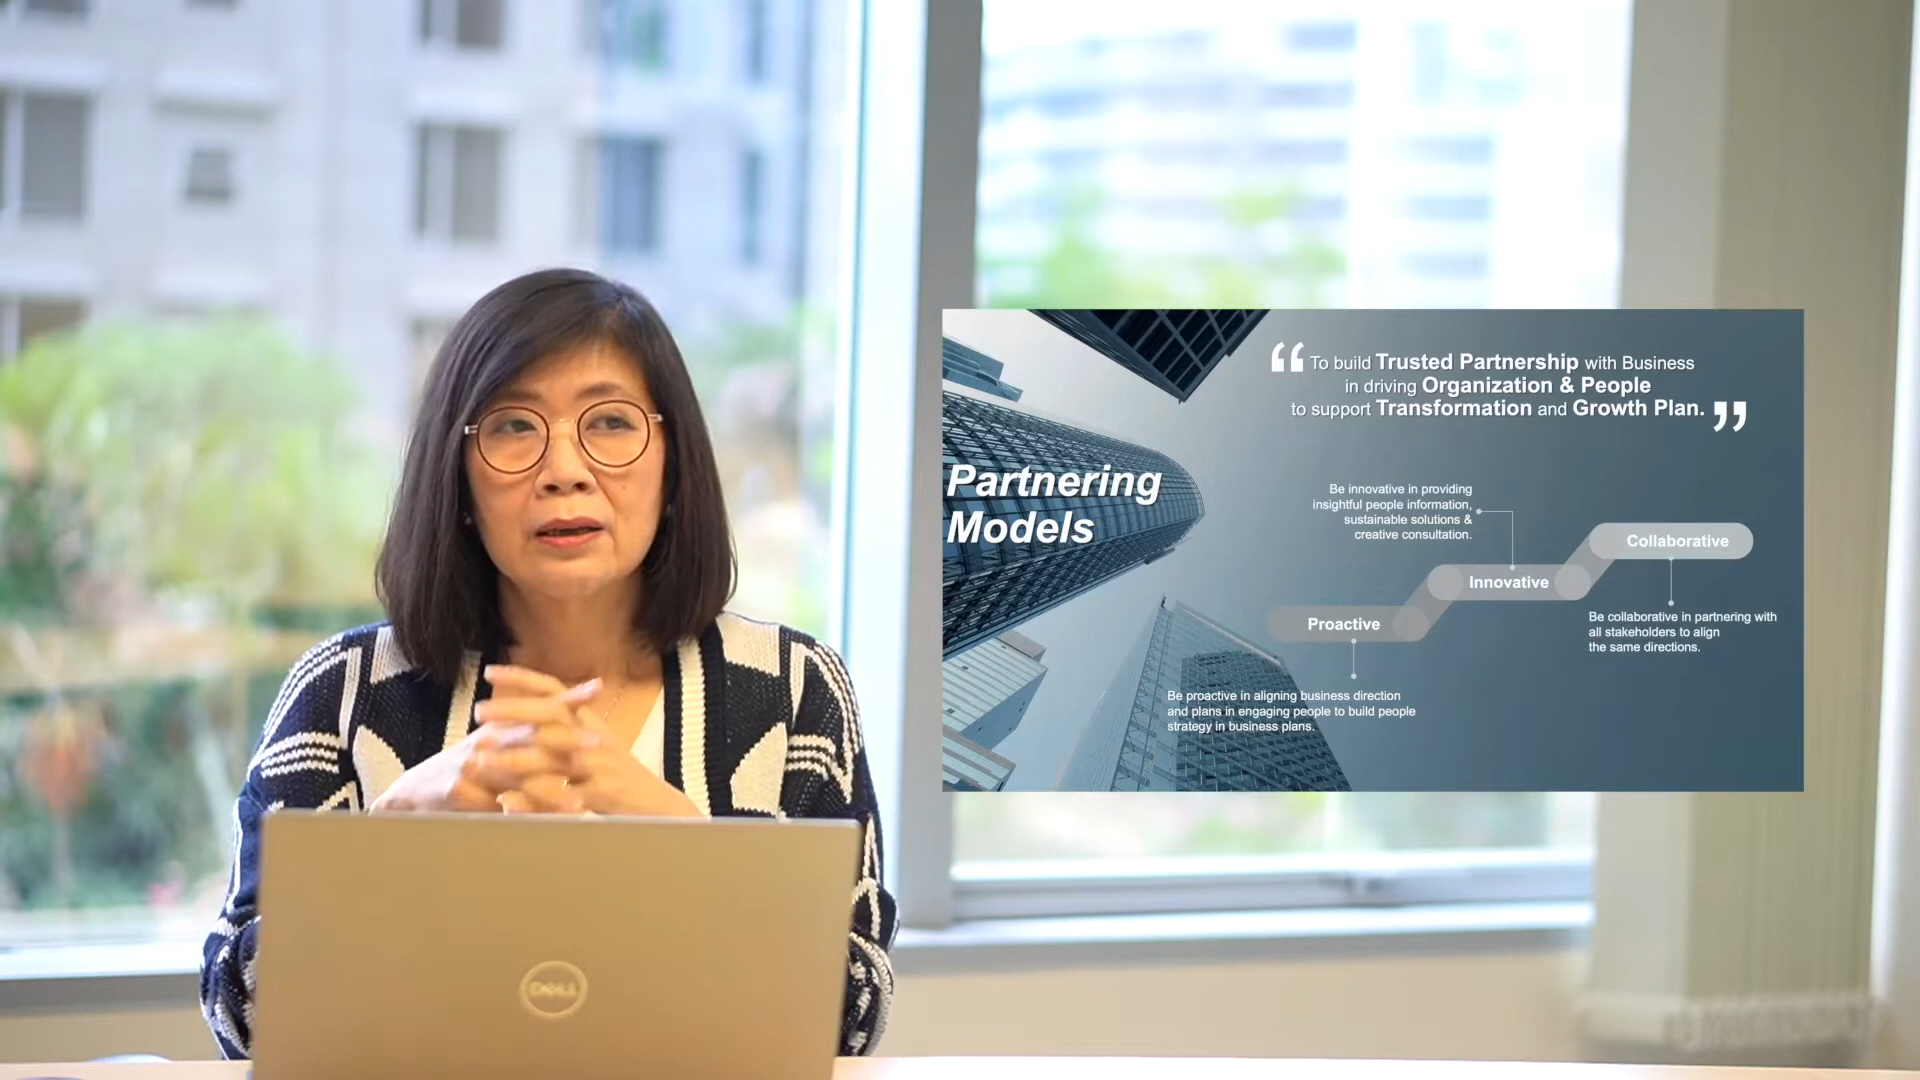 “ To build Trusted Partnership with Business
in driving Organization & People
to support Transformation and Growth Plan. ”
Partnering
Models
Be innovative in providing
insightful people information,
sustainable solutions &
creative consultation.
Collaborative
Innovative
Proactive
Be collaborative in partnering with
all stakeholders to align
the same directions.
Be proactive in aligning business direction
and plans in engaging people to build people
strategy in business plans.
DELL